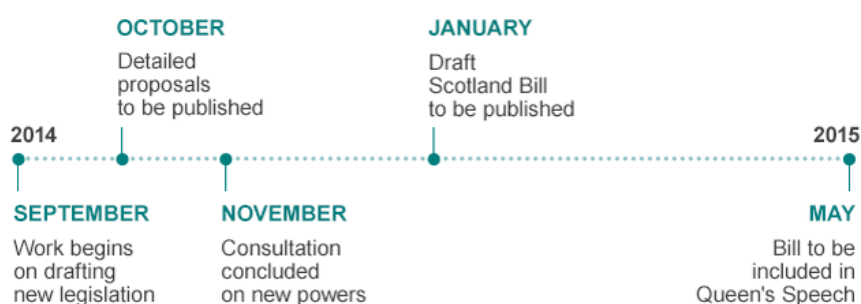 OCTOBER
Detailed
proposals
to be published
JANUARY
Draft
Scotland Bill
to be published
2014
2015
SEPTEMBER
Work begins
on drafting
new legislation
NOVEMBER
Consultation
concluded
on new powers
MAY
Bill to be
included in
Queen's Speech